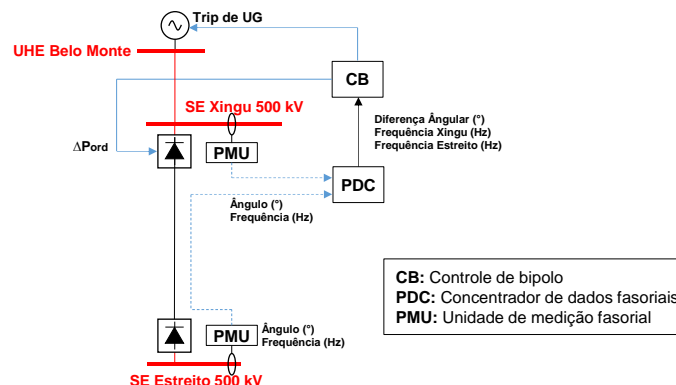 Trip de UG
UHE Belo Monte
CB
SE Xingu 500 kV
Diferença Ângular (°)
Frequência Xingu (Hz)
Frequência Estreito (Hz)
ΔPord
PMU
PDC
Ângulo (°)
Frequência (Hz)
CB: Controle de bipolo
PDC: Concentrador de dados fasoriais
PMU: Unidade de medição fasorial
PMU
Ângulo (°)
Frequência (Hz)
SE Estreito 500 kV